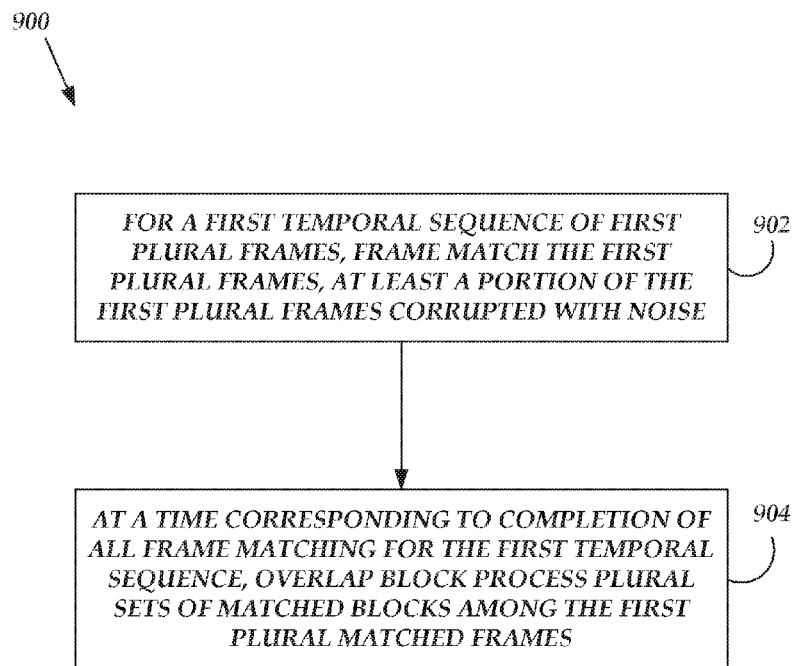 900
FOR A FIRST TEMPORAL SEQUENCE OF FIRST
PLURAL FRAMES, FRAME MATCH THE FIRST
PLURAL FRAMES, AT LEAST A PORTION OF THE
FIRST PLURAL FRAMES CORRUPTED WITH NOISE
902
AT A TIME CORRESPONDING TO COMPLETION OF
ALL FRAME MATCHING FOR THE FIRST TEMPORAL
SEQUENCE, OVERLAP BLOCK PROCESS PLURAL
SETS OF MATCHED BLOCKS AMONG THE FIRST
PLURAL MATCHED FRAMES
904